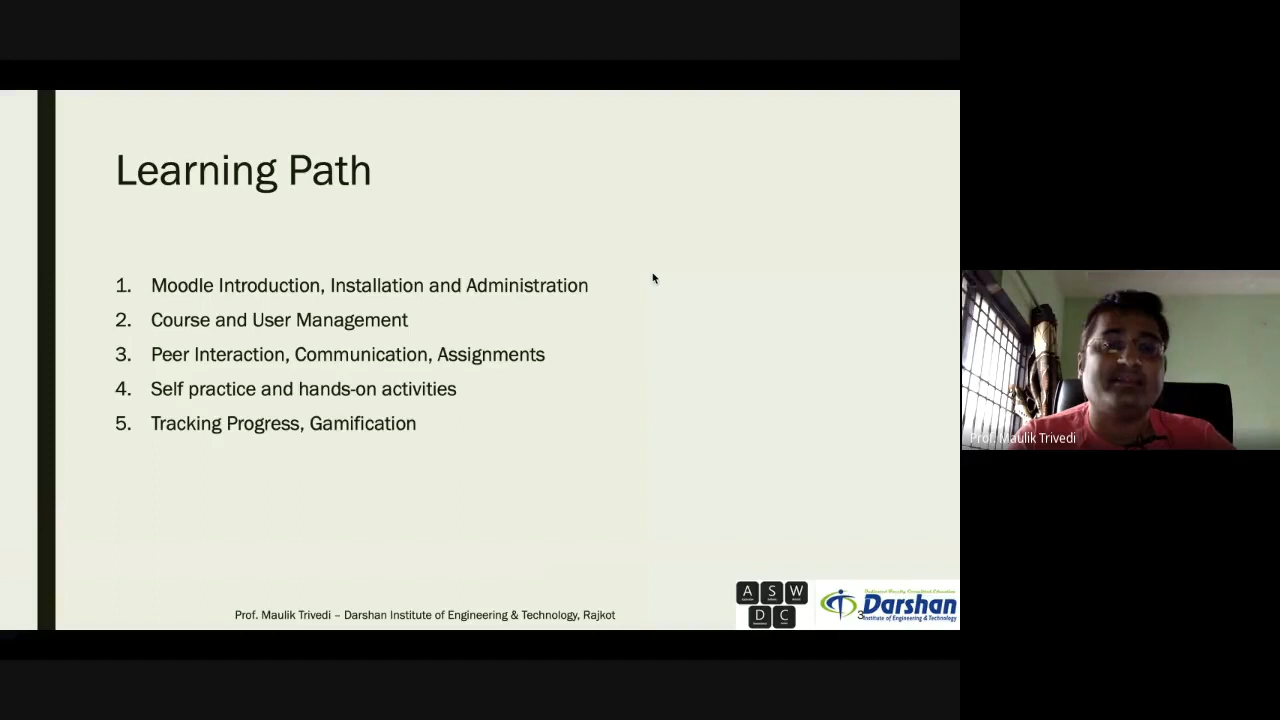 Learning Path
1. Moodle Introduction, Installation and Administration
2. Course and User Management
3. Peer Interaction, Communication, Assignments
4. Self practice and hands-on activities
5. Tracking Progress, Gamification
Prof. Maulik Trivedi
A S W
D C
Darshan
Institute of Engineering & Technology
3
Prof. Maulik Trivedi – Darshan Institute of Engineering & Technology, Rajkot